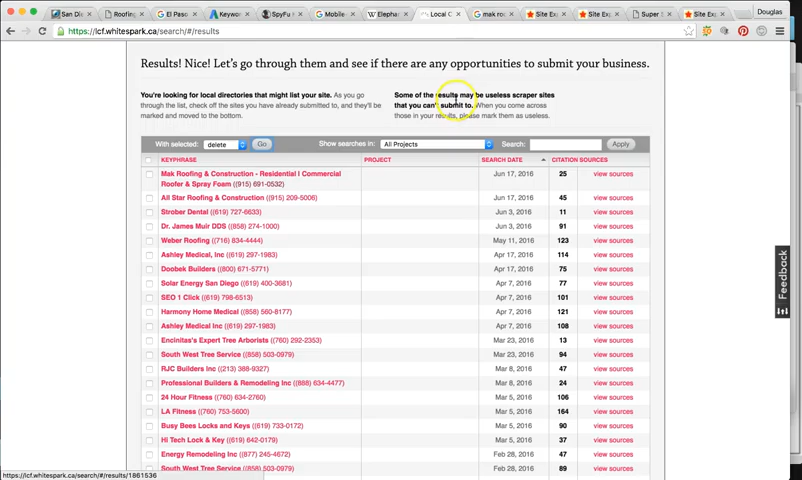 San Di
Roofing
El Paso
Keywor
SpyFu
Mobile
Elephan
Local C
mak ro
Site Exp
Site Exp
Super S
Site Exp
Douglas
https://lcf.whitespark.ca/search/#/results
Results! Nice! Let's go through them and see if there are any opportunities to submit your business.
You're looking for local directories that might list your site. As you go
through the list, check off the sites you have already submitted to, and they'll be
marked and moved to the bottom.
Some of the results may be useless scraper sites
that you can't submit to. When you come across
those in your results, please mark them as useless.
With selected: delete Go Show searches in: All Projects Search: Apply
KEYPHRASE PROJECT SEARCH DATE CITATION SOURCES
Mak Roofing & Construction - Residential l Commercial
Roofer & Spray Foam ((915) 691-0532) Jun 17, 2016 25 view sources
All Star Roofing & Construction ((915) 209-5006) Jun 17, 2016 45 view sources
Strober Dental ((619) 727-6633) Jun 3, 2016 11 view sources
Dr. James Muir DDS ((858) 274-1000) Jun 3, 2016 91 view sources
Weber Roofing ((716) 834-4444) May 11, 2016 123 view sources
Ashley Medical, Inc ((619) 297-1983) Apr 17, 2016 114 view sources
Doobek Builders ((800) 671-5771) Apr 17, 2016 75 view sources
Solar Energy San Diego ((619) 400-3681) Apr 7, 2016 77 view sources
SEO 1 Click ((619) 798-6513) Apr 7, 2016 101 view sources
Harmony Home Medical ((858) 560-8177) Apr 7, 2016 121 view sources
Ashley Medical Inc ((619) 297-1983) Apr 7, 2016 108 view sources
Encinitas's Expert Tree Arborists ((760) 292-2353) Mar 23, 2016 13 view sources
South West Tree Service ((858) 503-0979) Mar 23, 2016 94 view sources
RJC Builders Inc ((213) 388-9327) Mar 8, 2016 47 view sources
Professional Builders & Remodeling Inc ((888) 634-4477) Mar 8, 2016 24 view sources
24 Hour Fitness ((760) 634-2760) Mar 5, 2016 106 view sources
LA Fitness ((760) 753-5600) Mar 5, 2016 164 view sources
Busy Bees Locks and Keys ((619) 733-0172) Mar 5, 2016 90 view sources
Hi Tech Lock & Key ((619) 642-0179) Mar 5, 2016 37 view sources
Energy Remodeling Inc ((877) 245-4672) Feb 28, 2016 47 view sources
South West Tree Service ((858) 503-0979) Feb 28, 2016 89 view sources
Feedback
https://lcf.whitespark.ca/search/#/results/1861536